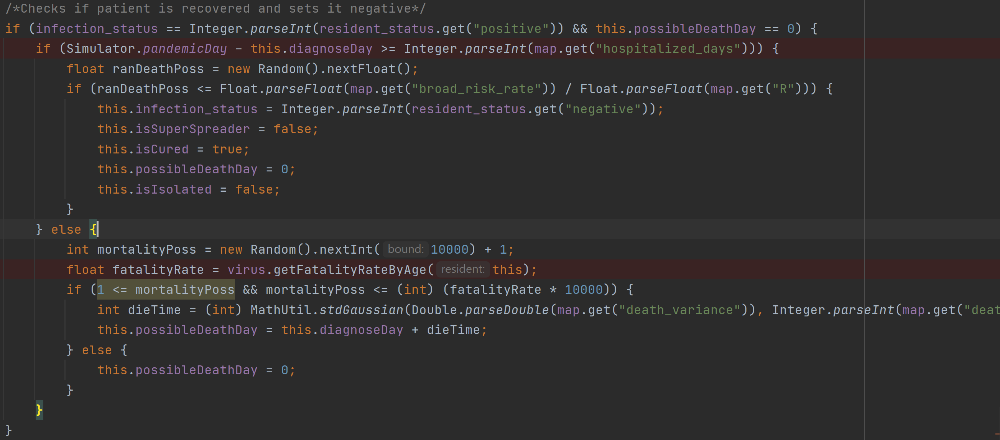 /*Checks if patient is recovered and sets it negative*/
if (infection_status == Integer.parseInt(resident_status.get("positive")) && this.possibleDeathDay == 0) {
if (Simulator.pandemicDay - this.diagnoseDay >= Integer.parseInt(map.get("hospitalized_days"))) {
float ranDeathPoss = new Random().nextFloat();
if (ranDeathPoss <= Float.parseFloat(map.get("broad_risk_rate")) / Float.parseFloat(map.get("R"))) {
this.infection_status = Integer.parseInt(resident_status.get("negative"));
this.isSuperSpreader = false;
this.isCured = true;
this.possibleDeathDay = 0;
this.isIsolated = false;
}
} else {
int mortalityPoss = new Random().nextInt( bound: 10000) + 1;
float fatalityRate = virus.getFatalityRateByAge( resident: this);
if (1 <= mortalityPoss && mortalityPoss <= (int) (fatalityRate * 10000)) {
int dieTime = (int) MathUtil.stdGaussian(Double.parseDouble(map.get("death_variance")), Integer.parseInt(map.get("deat
this.possibleDeathDay = this.diagnoseDay + dieTime;
} else {
this.possibleDeathDay = 0;
}
}
}